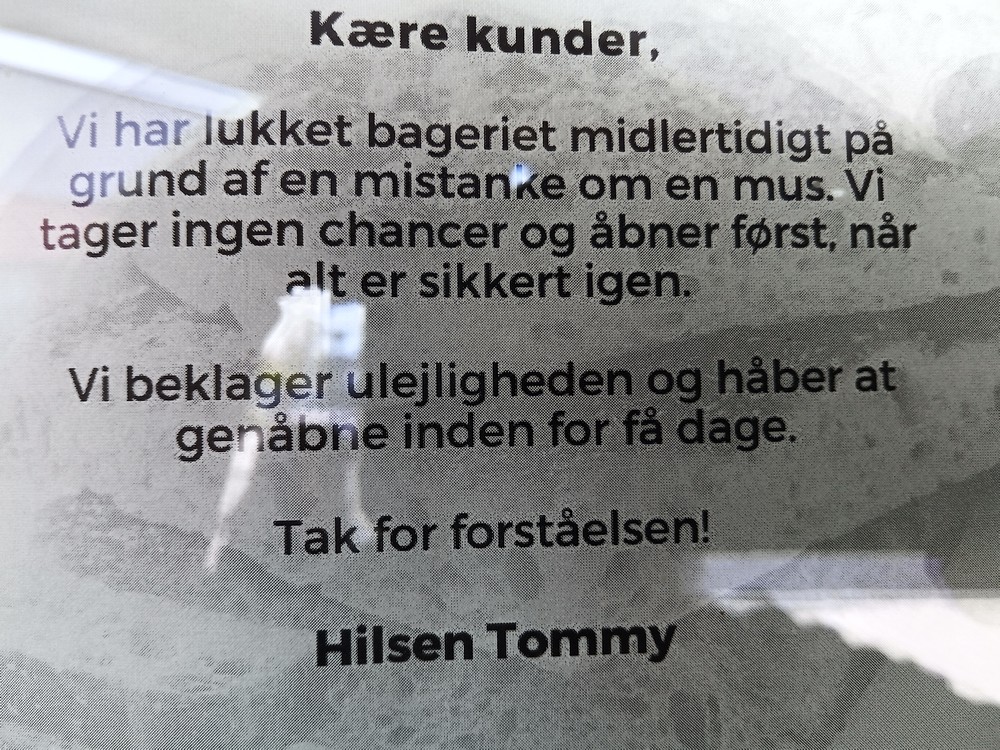 Kære kunder,
Vi har lukket bageriet midlertidigt på
grund af en mistanke om en mus. Vi
tager ingen chancer og åbner først, når
alt er sikkert igen.
Vi beklager ulejligheden og håber at
genåbne inden for få dage.
Tak for forståelsen!
Hilsen Tommy